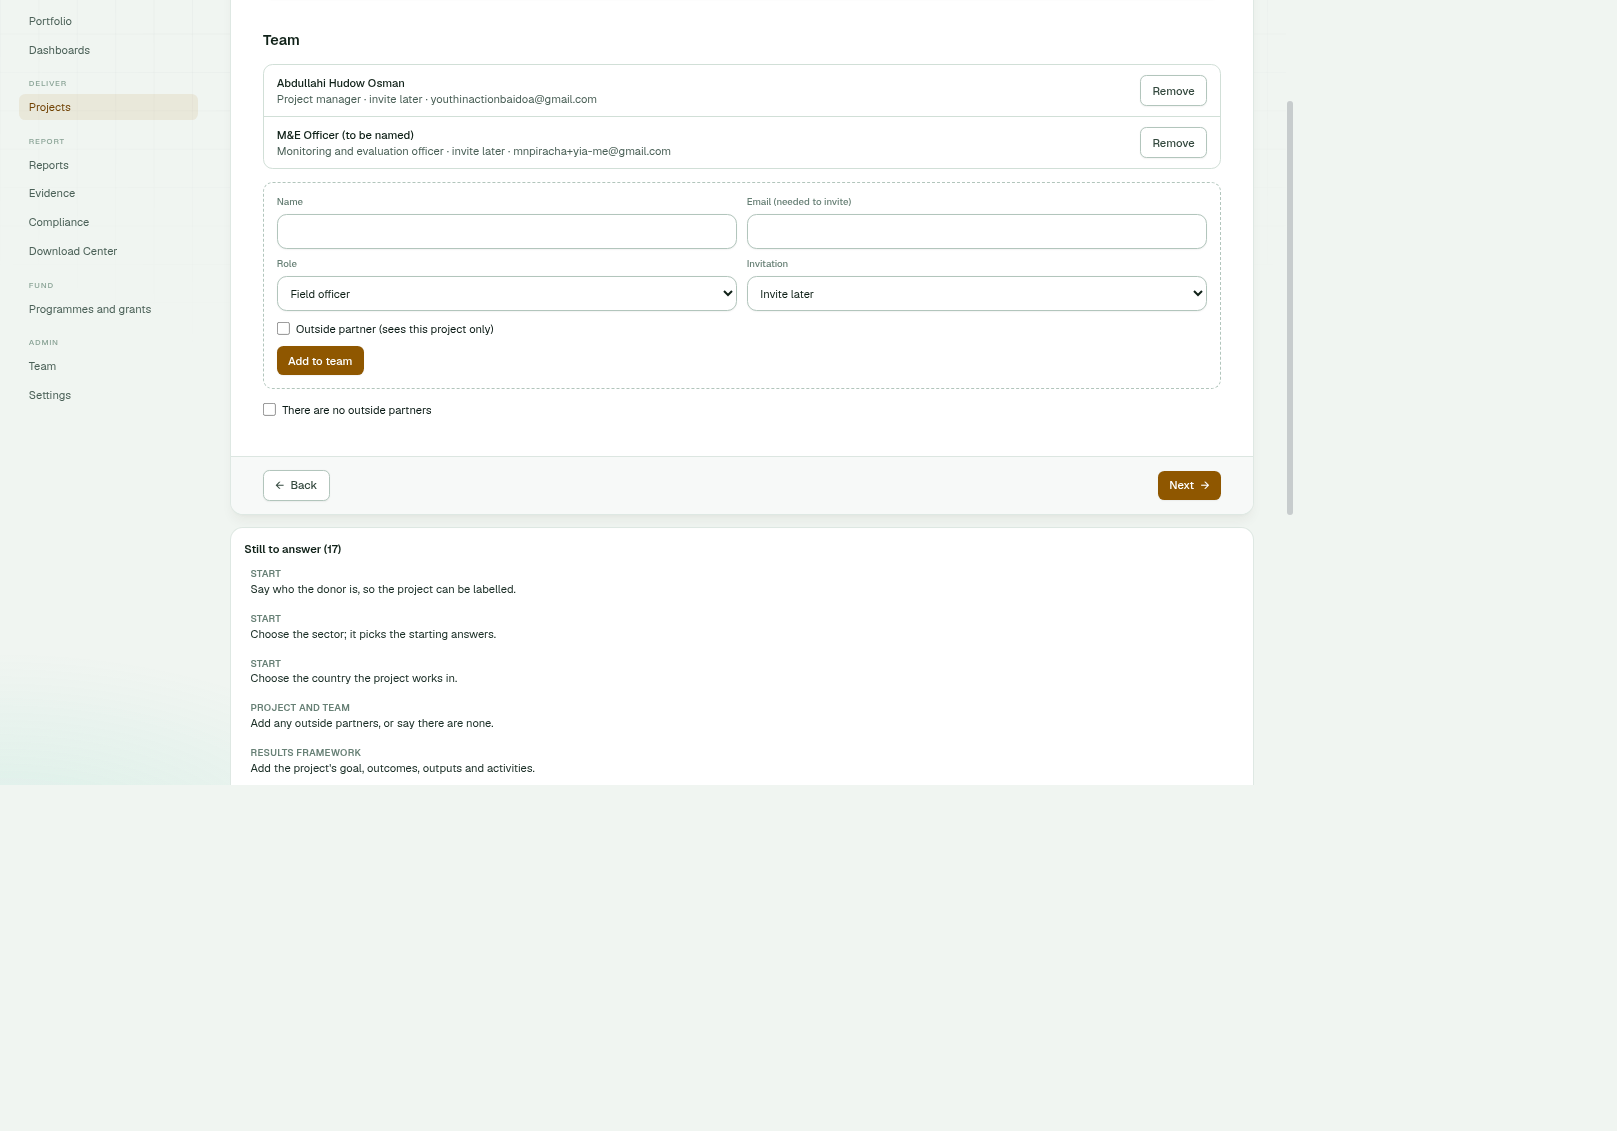 Portfolio
Dashboards
DELIVER
Projects
REPORT
Reports
Evidence
Compliance
Download Center
FUND
Programmes and grants
ADMIN
Team
Settings
Team
Abdullahi Hudow Osman
Project manager · invite later · youthinactionbaidoa@gmail.com
Remove
M&E Officer (to be named)
Monitoring and evaluation officer · invite later · mnpiracha+yia-me@gmail.com
Remove
Name
Email (needed to invite)
Role
Invitation
Field officer
Invite later
Outside partner (sees this project only)
Add to team
There are no outside partners
← Back
Next →
Still to answer (17)
START
Say who the donor is, so the project can be labelled.
START
Choose the sector; it picks the starting answers.
START
Choose the country the project works in.
PROJECT AND TEAM
Add any outside partners, or say there are none.
RESULTS FRAMEWORK
Add the project's goal, outcomes, outputs and activities.